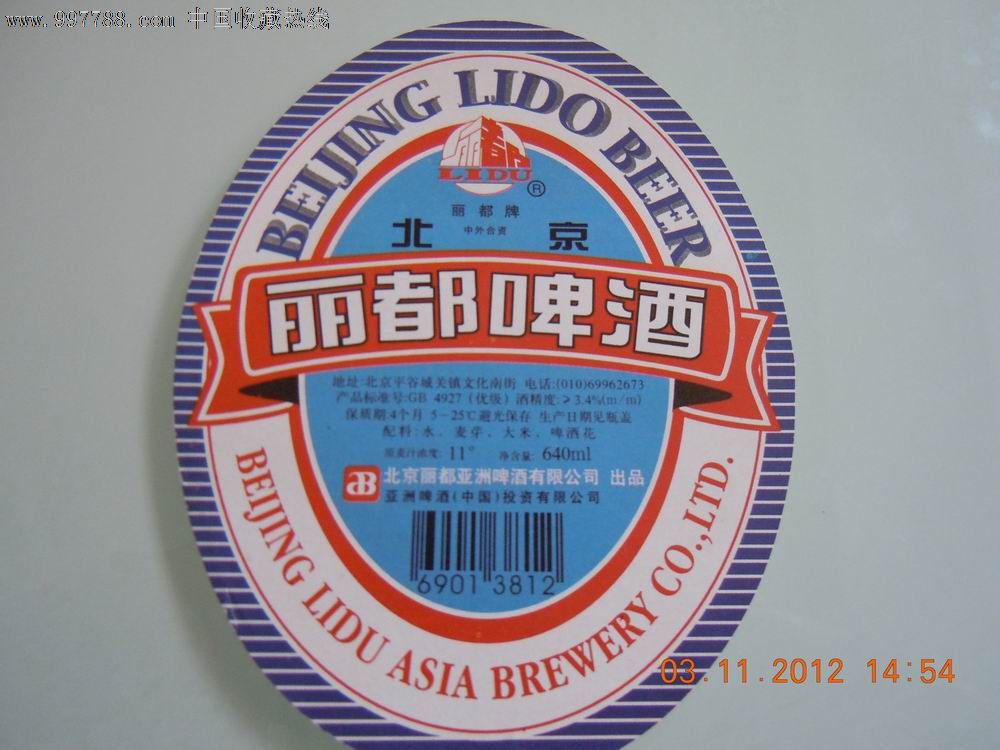 www.997788.com 中国收藏热线
BEIJING LIDO BEER
LIDU
®
丽都牌
中外合资
北京
丽都啤酒
地址:北京平谷城关镇文化南街 电话:(010)69962673
产品标准号:GB 4927 (优级) 酒精度:≥3.4%(m/m)
保质期:4个月 5-25℃避光保存 生产日期见瓶盖
配料:水、麦芽、大米、啤酒花
原麦汁浓度: 11° 净含量: 640ml
aB 北京丽都亚洲啤酒有限公司 出品
亚洲啤酒(中国)投资有限公司
6901 3812
BEIJING LIDU ASIA BREWERY CO.,LTD.
03.11.2012 14:54